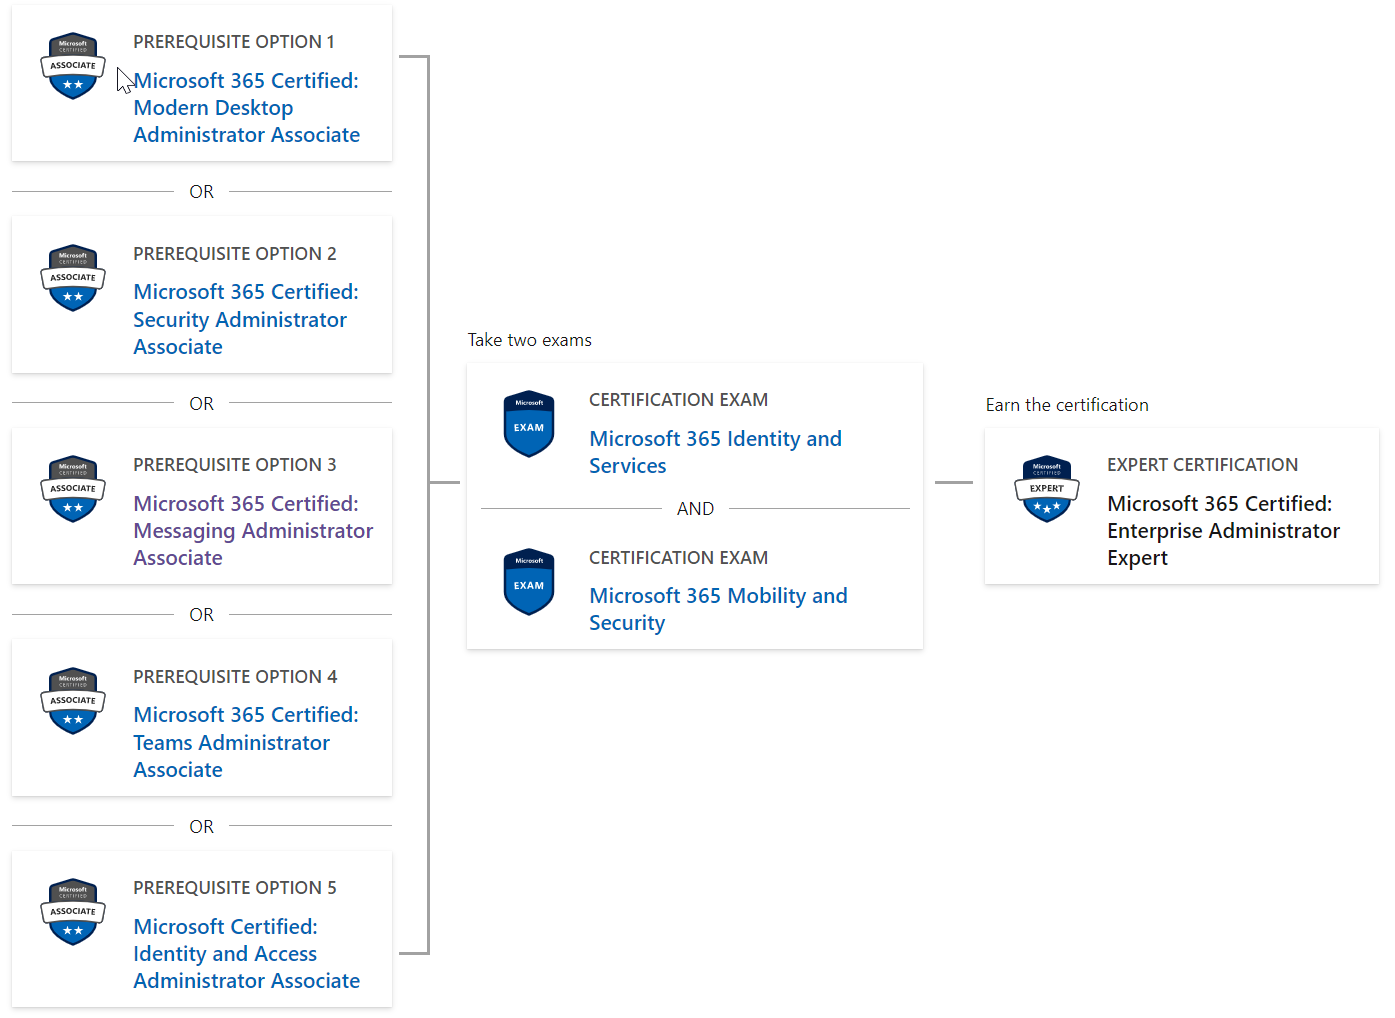 Microsoft
CERTIFIED
ASSOCIATE
PREREQUISITE OPTION 1
Microsoft 365 Certified:
Modern Desktop
Administrator Associate
OR
Microsoft
CERTIFIED
ASSOCIATE
PREREQUISITE OPTION 2
Microsoft 365 Certified:
Security Administrator
Associate
OR
Microsoft
CERTIFIED
ASSOCIATE
PREREQUISITE OPTION 3
Microsoft 365 Certified:
Messaging Administrator
Associate
OR
Microsoft
CERTIFIED
ASSOCIATE
PREREQUISITE OPTION 4
Microsoft 365 Certified:
Teams Administrator
Associate
OR
Microsoft
CERTIFIED
ASSOCIATE
PREREQUISITE OPTION 5
Microsoft Certified:
Identity and Access
Administrator Associate
Take two exams
Microsoft
EXAM
CERTIFICATION EXAM
Microsoft 365 Identity and
Services
AND
Microsoft
EXAM
CERTIFICATION EXAM
Microsoft 365 Mobility and
Security
Earn the certification
Microsoft
CERTIFIED
EXPERT
EXPERT CERTIFICATION
Microsoft 365 Certified:
Enterprise Administrator
Expert